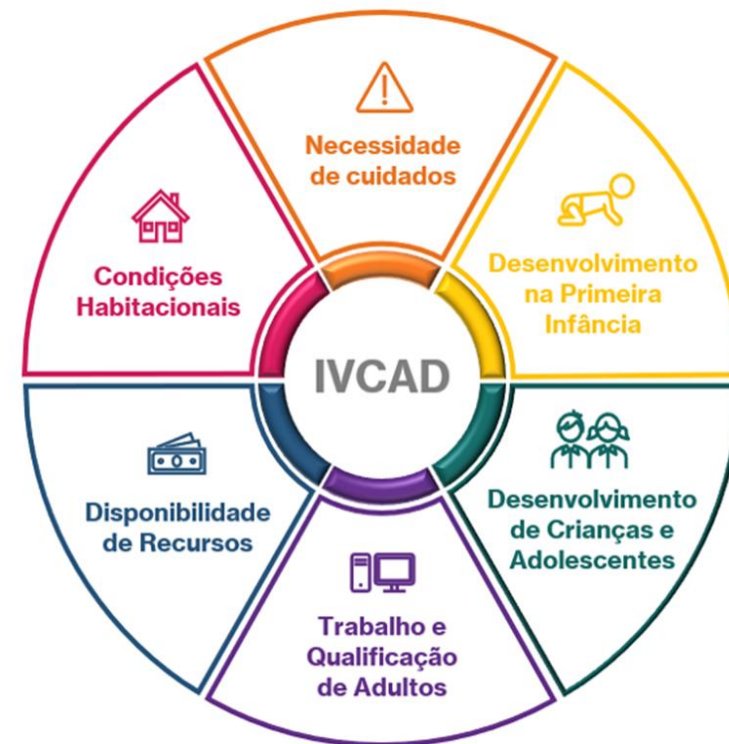 Necessidade
de cuidados
Desenvolvimento
na Primeira
Infância
Desenvolvimento
de Crianças e
Adolescentes
Trabalho e
Qualificação
de Adultos
Disponibilidade
de Recursos
Condições
Habitacionais
IVCAD